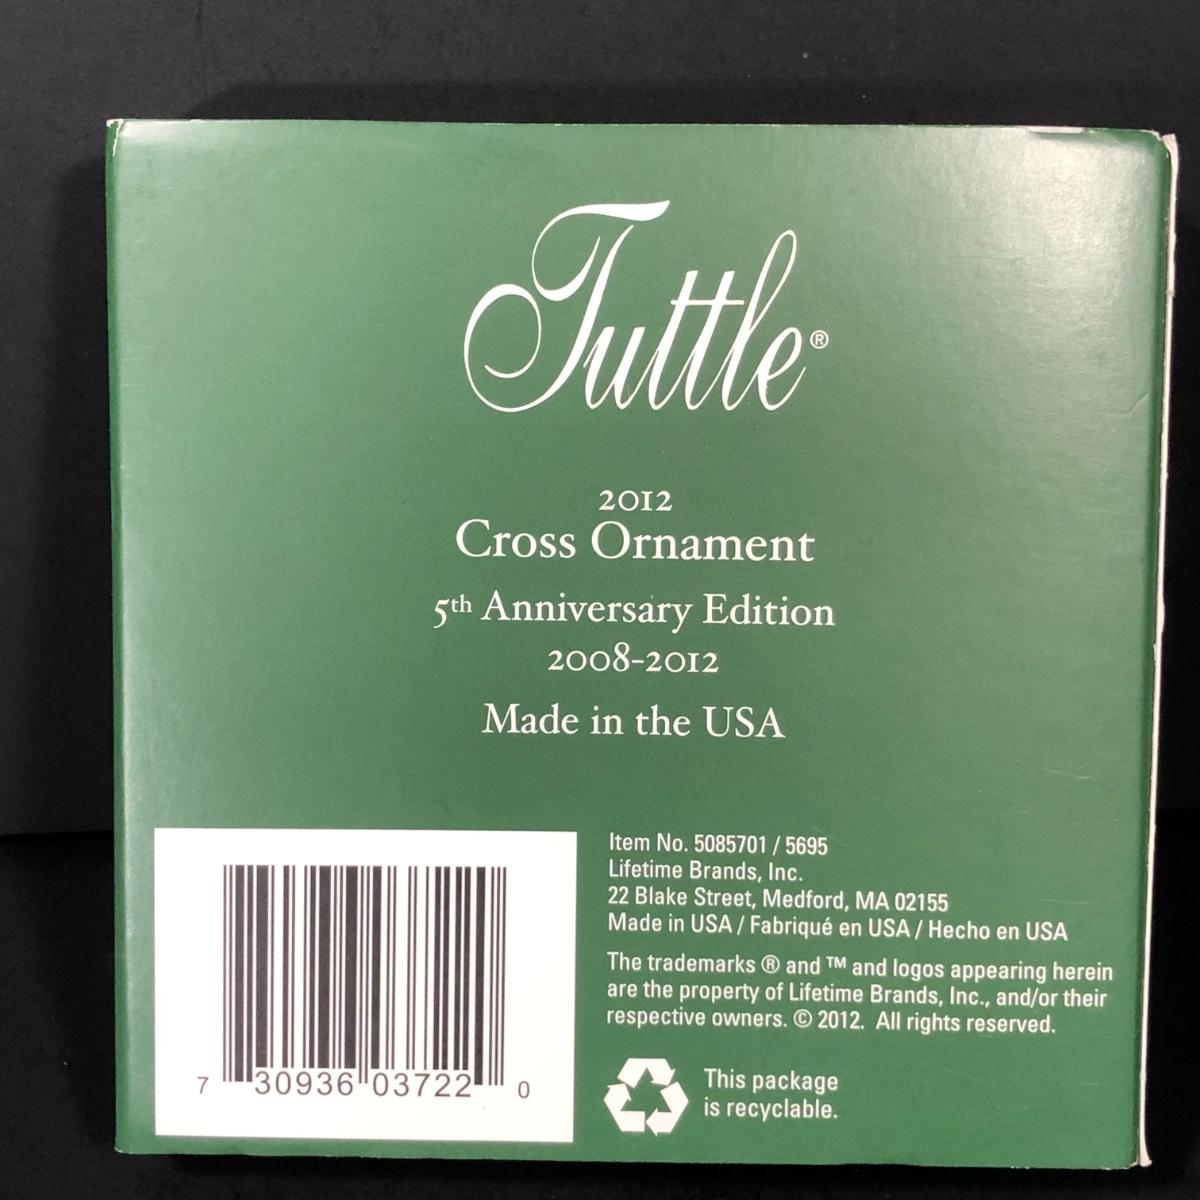 Tuttle®
2012
Cross Ornament
5th Anniversary Edition
2008-2012
Made in the USA
Item No. 5085701 / 5695
Lifetime Brands, Inc.
22 Blake Street, Medford, MA 02155
Made in USA / Fabriqué en USA / Hecho en USA
The trademarks ® and ™ and logos appearing herein
are the property of Lifetime Brands, Inc., and/or their
respective owners. © 2012. All rights reserved.
This package
is recyclable.
7 30936 03722 0